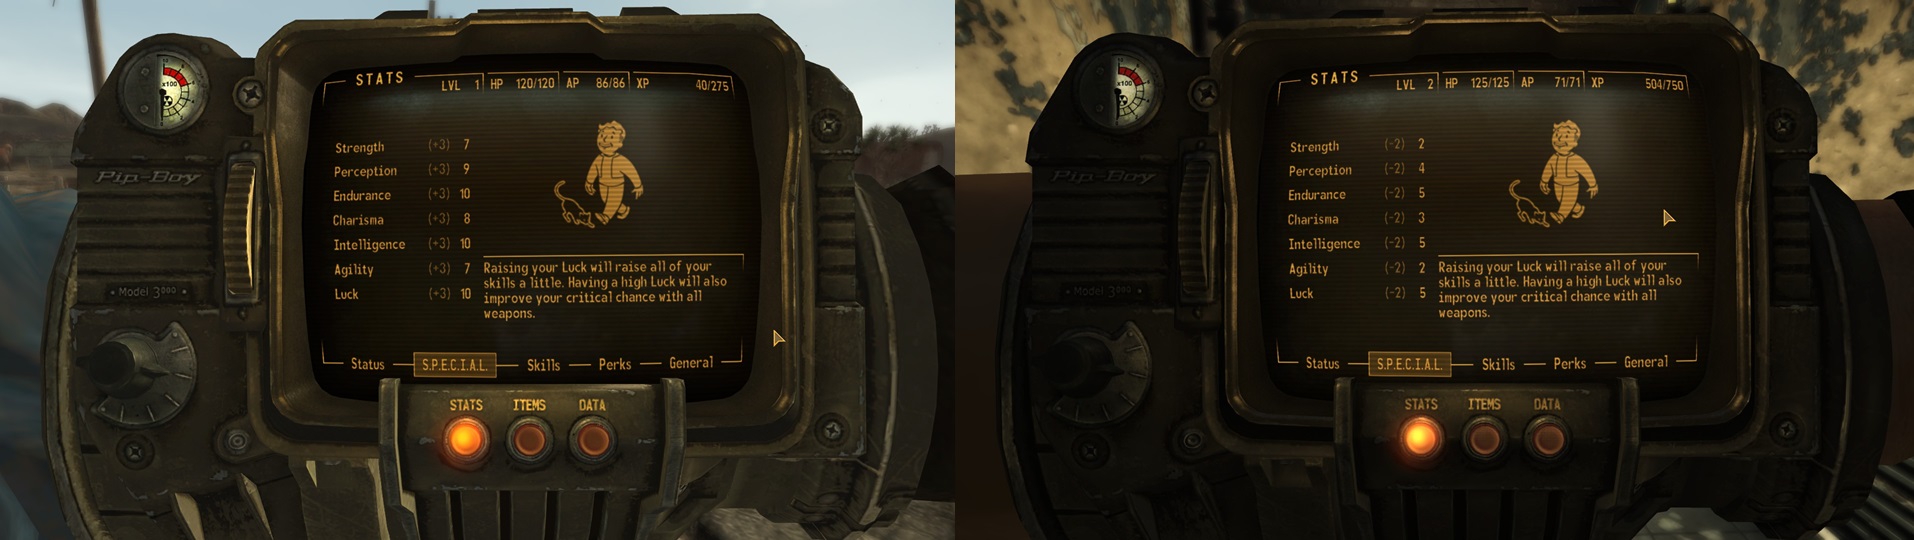 STATS
LVL 1 HP 120/120 AP 86/86 XP 40/275
x100
Strength (+3) 7
Perception (+3) 9
Endurance (+3) 10
Charisma (+3) 8
Intelligence (+3) 10
Agility (+3) 7
Luck (+3) 10
Raising your Luck will raise all of your
skills a little. Having a high Luck will also
improve your critical chance with all
weapons.
Pip-Boy
Model 3000
Status S.P.E.C.I.A.L. Skills Perks General
STATS ITEMS DATA
STATS
LVL 2 HP 125/125 AP 71/71 XP 504/750
x100
Strength (-2) 2
Perception (-2) 4
Endurance (-2) 5
Charisma (-2) 3
Intelligence (-2) 5
Agility (-2) 2
Luck (-2) 5
Raising your Luck will raise all of your
skills a little. Having a high Luck will also
improve your critical chance with all
weapons.
Pip-Boy
Model 3000
Status S.P.E.C.I.A.L. Skills Perks General
STATS ITEMS DATA